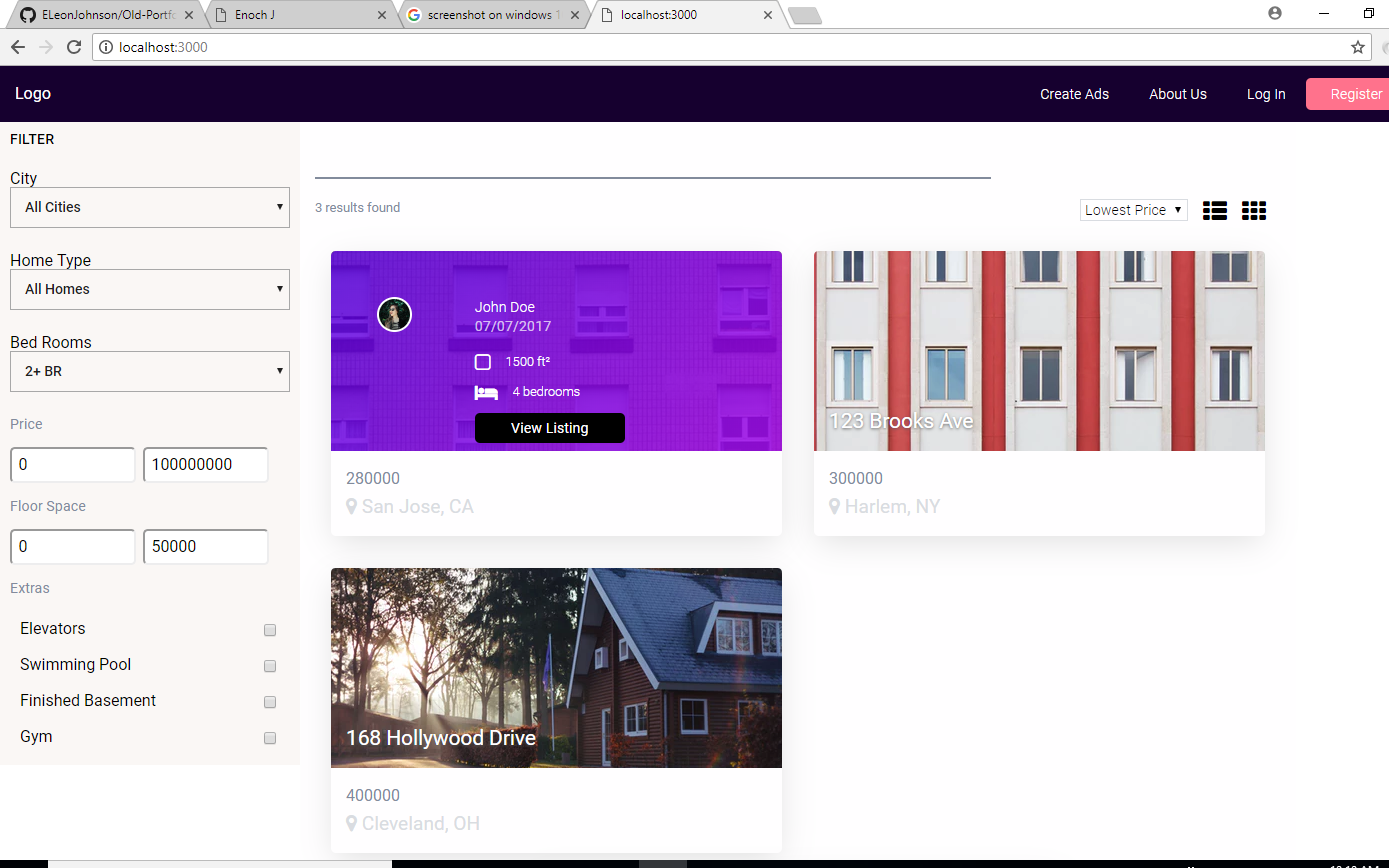 ELeonJohnson/Old-Portfo
Enoch J
screenshot on windows 1
localhost:3000
localhost:3000
Logo
Create Ads
About Us
Log In
Register
FILTER
City
All Cities
Home Type
All Homes
Bed Rooms
2+ BR
Price
0
100000000
Floor Space
0
50000
Extras
Elevators
Swimming Pool
Finished Basement
Gym
3 results found
Lowest Price
John Doe
07/07/2017
1500 ft²
4 bedrooms
View Listing
280000
San Jose, CA
123 Brooks Ave
300000
Harlem, NY
168 Hollywood Drive
400000
Cleveland, OH